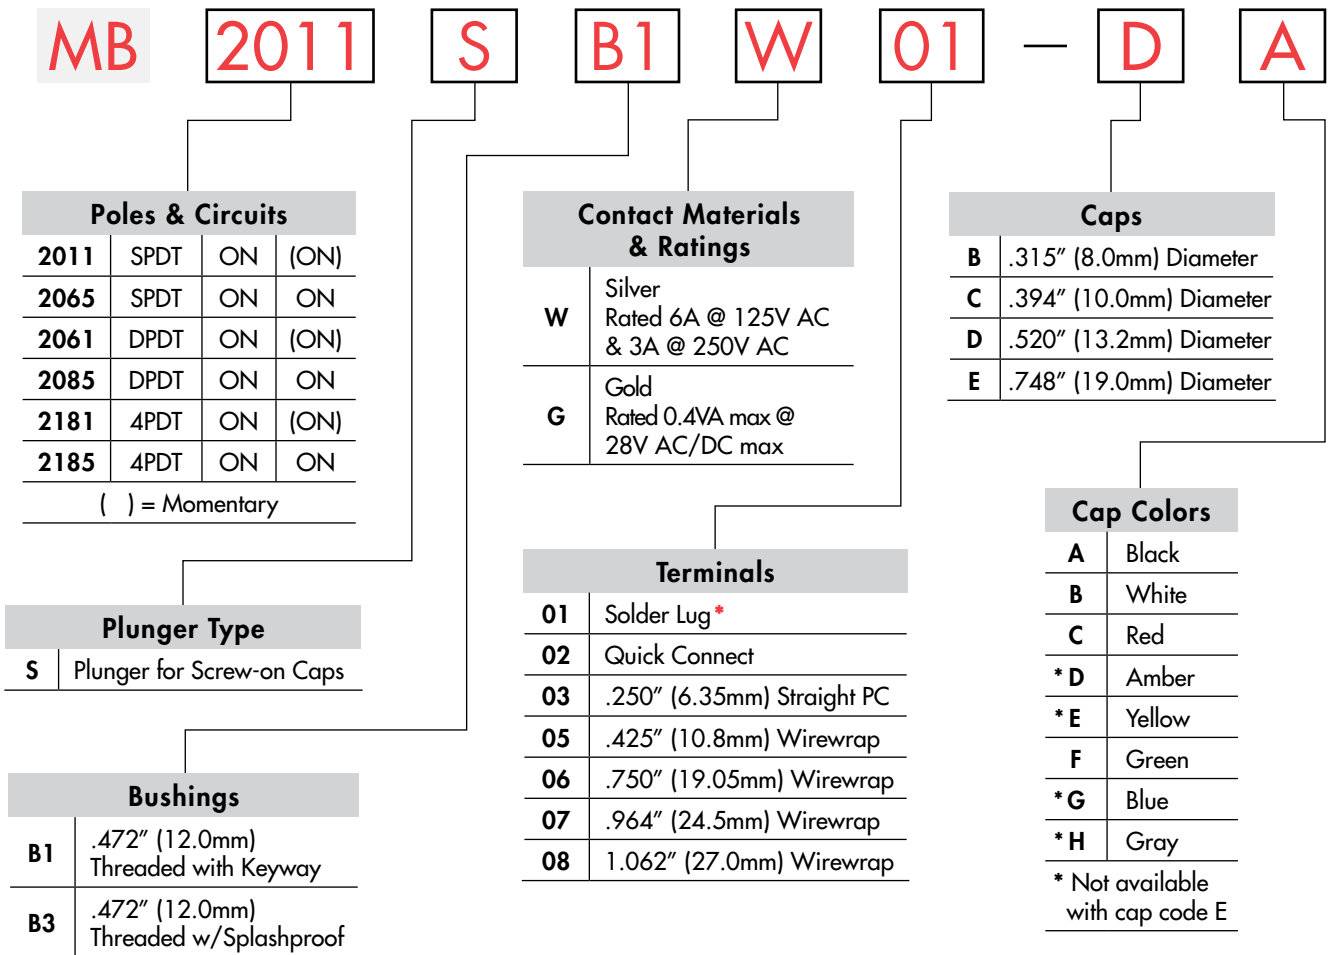 MB 2011 S B1 W 01 — D A
Poles & Circuits
2011 SPDT ON (ON)
2065 SPDT ON ON
2061 DPDT ON (ON)
2085 DPDT ON ON
2181 4PDT ON (ON)
2185 4PDT ON ON
( ) = Momentary
Plunger Type
S Plunger for Screw-on Caps
Bushings
B1 .472" (12.0mm)
Threaded with Keyway
B3 .472" (12.0mm)
Threaded w/Splashproof
Contact Materials
& Ratings
W Silver
Rated 6A @ 125V AC
& 3A @ 250V AC
G Gold
Rated 0.4VA max @
28V AC/DC max
Terminals
01 Solder Lug*
02 Quick Connect
03 .250" (6.35mm) Straight PC
05 .425" (10.8mm) Wirewrap
06 .750" (19.05mm) Wirewrap
07 .964" (24.5mm) Wirewrap
08 1.062" (27.0mm) Wirewrap
Caps
B .315" (8.0mm) Diameter
C .394" (10.0mm) Diameter
D .520" (13.2mm) Diameter
E .748" (19.0mm) Diameter
Cap Colors
A Black
B White
C Red
* D Amber
* E Yellow
F Green
* G Blue
* H Gray
* Not available
with cap code E